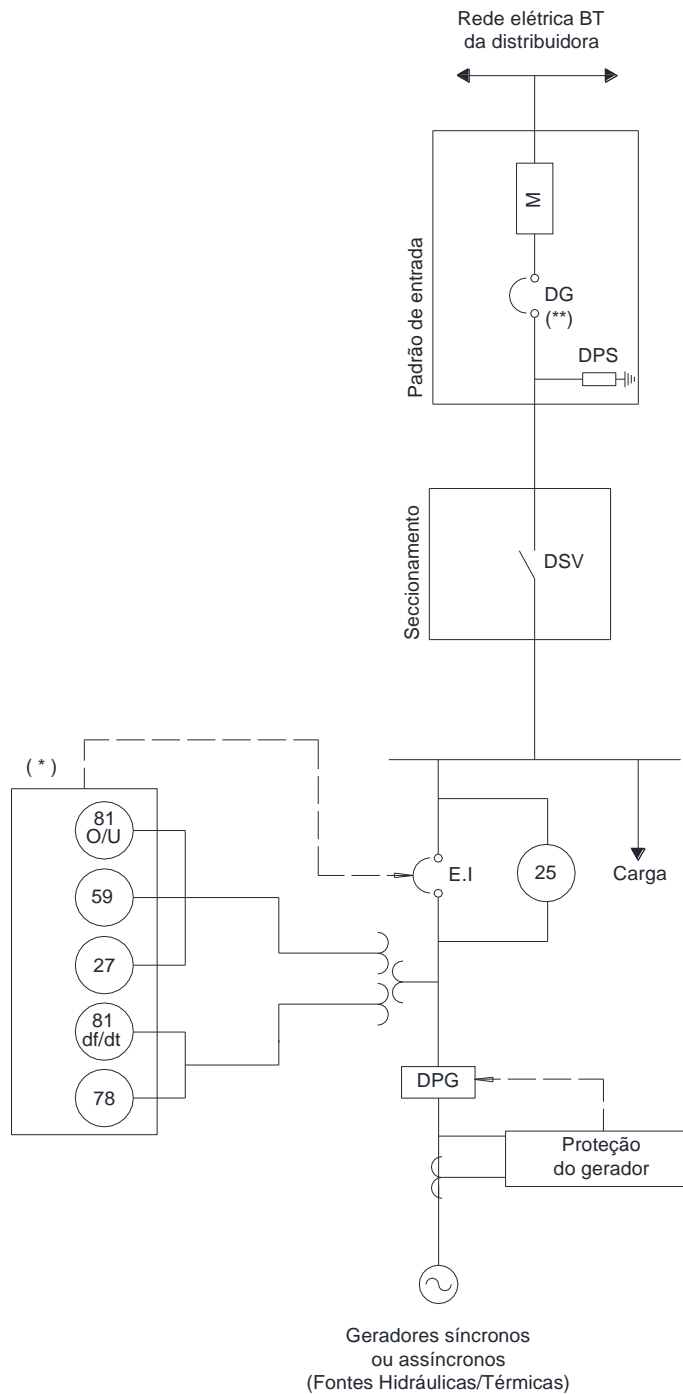 Rede elétrica BT
da distribuidora
Padrão de entrada
M
DG
(**)
DPS
Seccionamento
DSV
(*)
81
O/U
59
27
81
df/dt
78
E.I
25
Carga
DPG
Proteção
do gerador
Geradores síncronos
ou assíncronos
(Fontes Hidráulicas/Térmicas)